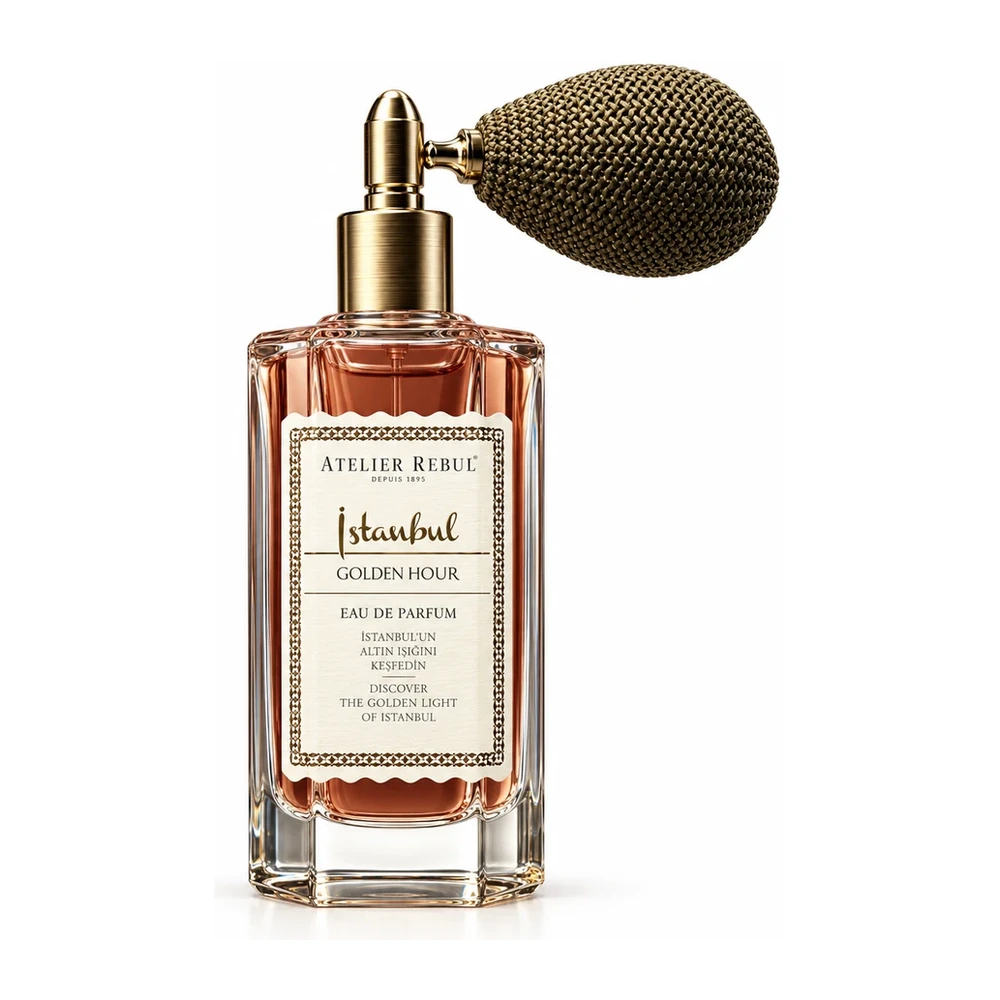 ATELIER REBUL®
DEPUIS 1895
İstanbul
GOLDEN HOUR
EAU DE PARFUM
İSTANBUL'UN
ALTIN IŞIĞINI
KEŞFEDİN
DISCOVER
THE GOLDEN LIGHT
OF ISTANBUL